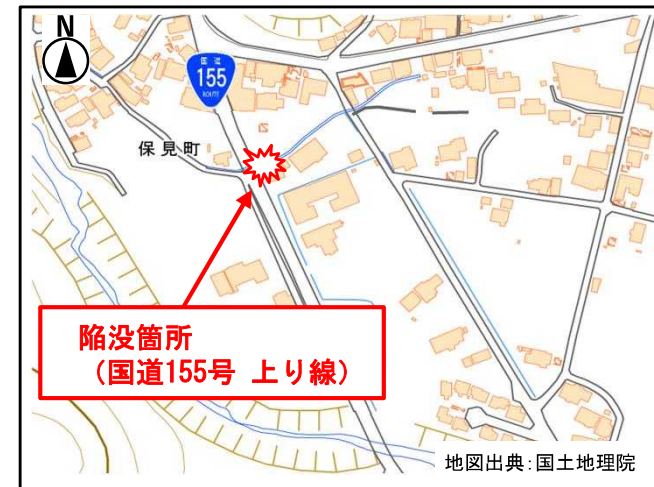 N
国道
155
ROUTE
保見町
陥没箇所
（国道155号 上り線）
地図出典：国土地理院